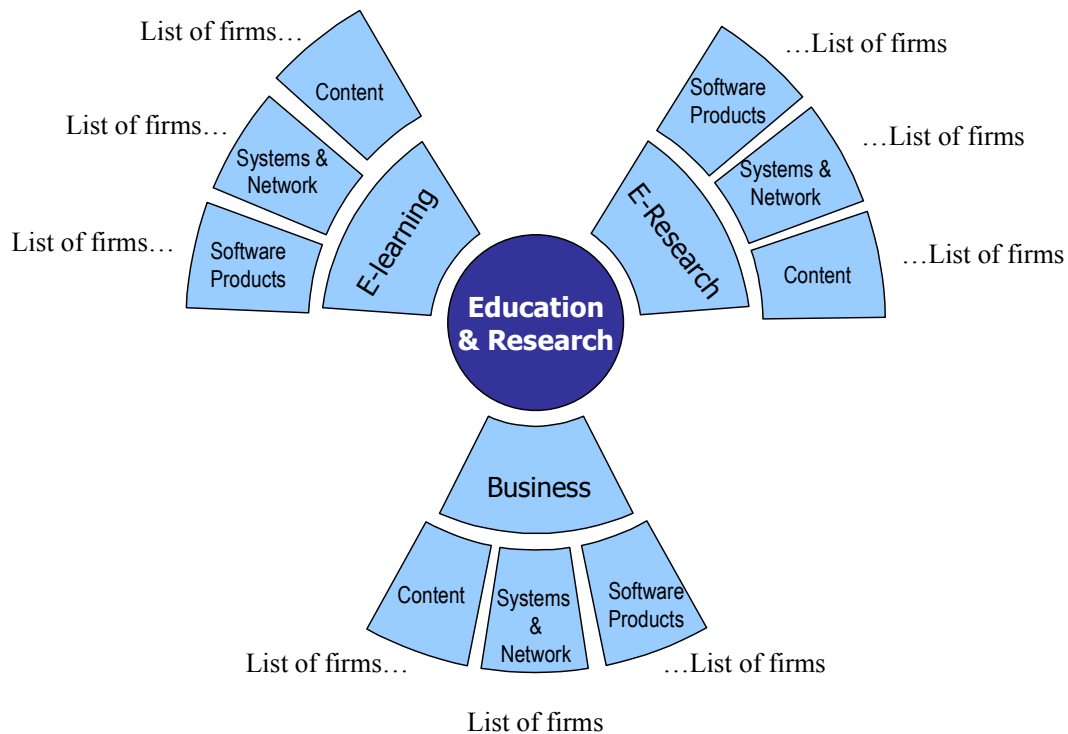 List of firms…
Content
List of firms…
Systems &
Network
List of firms…
Software
Products
E-learning
…List of firms
Software
Products
…List of firms
Systems &
Network
…List of firms
Content
E-Research
Education
& Research
Business
Content
Systems
&
Network
Software
Products
List of firms…
…List of firms
List of firms